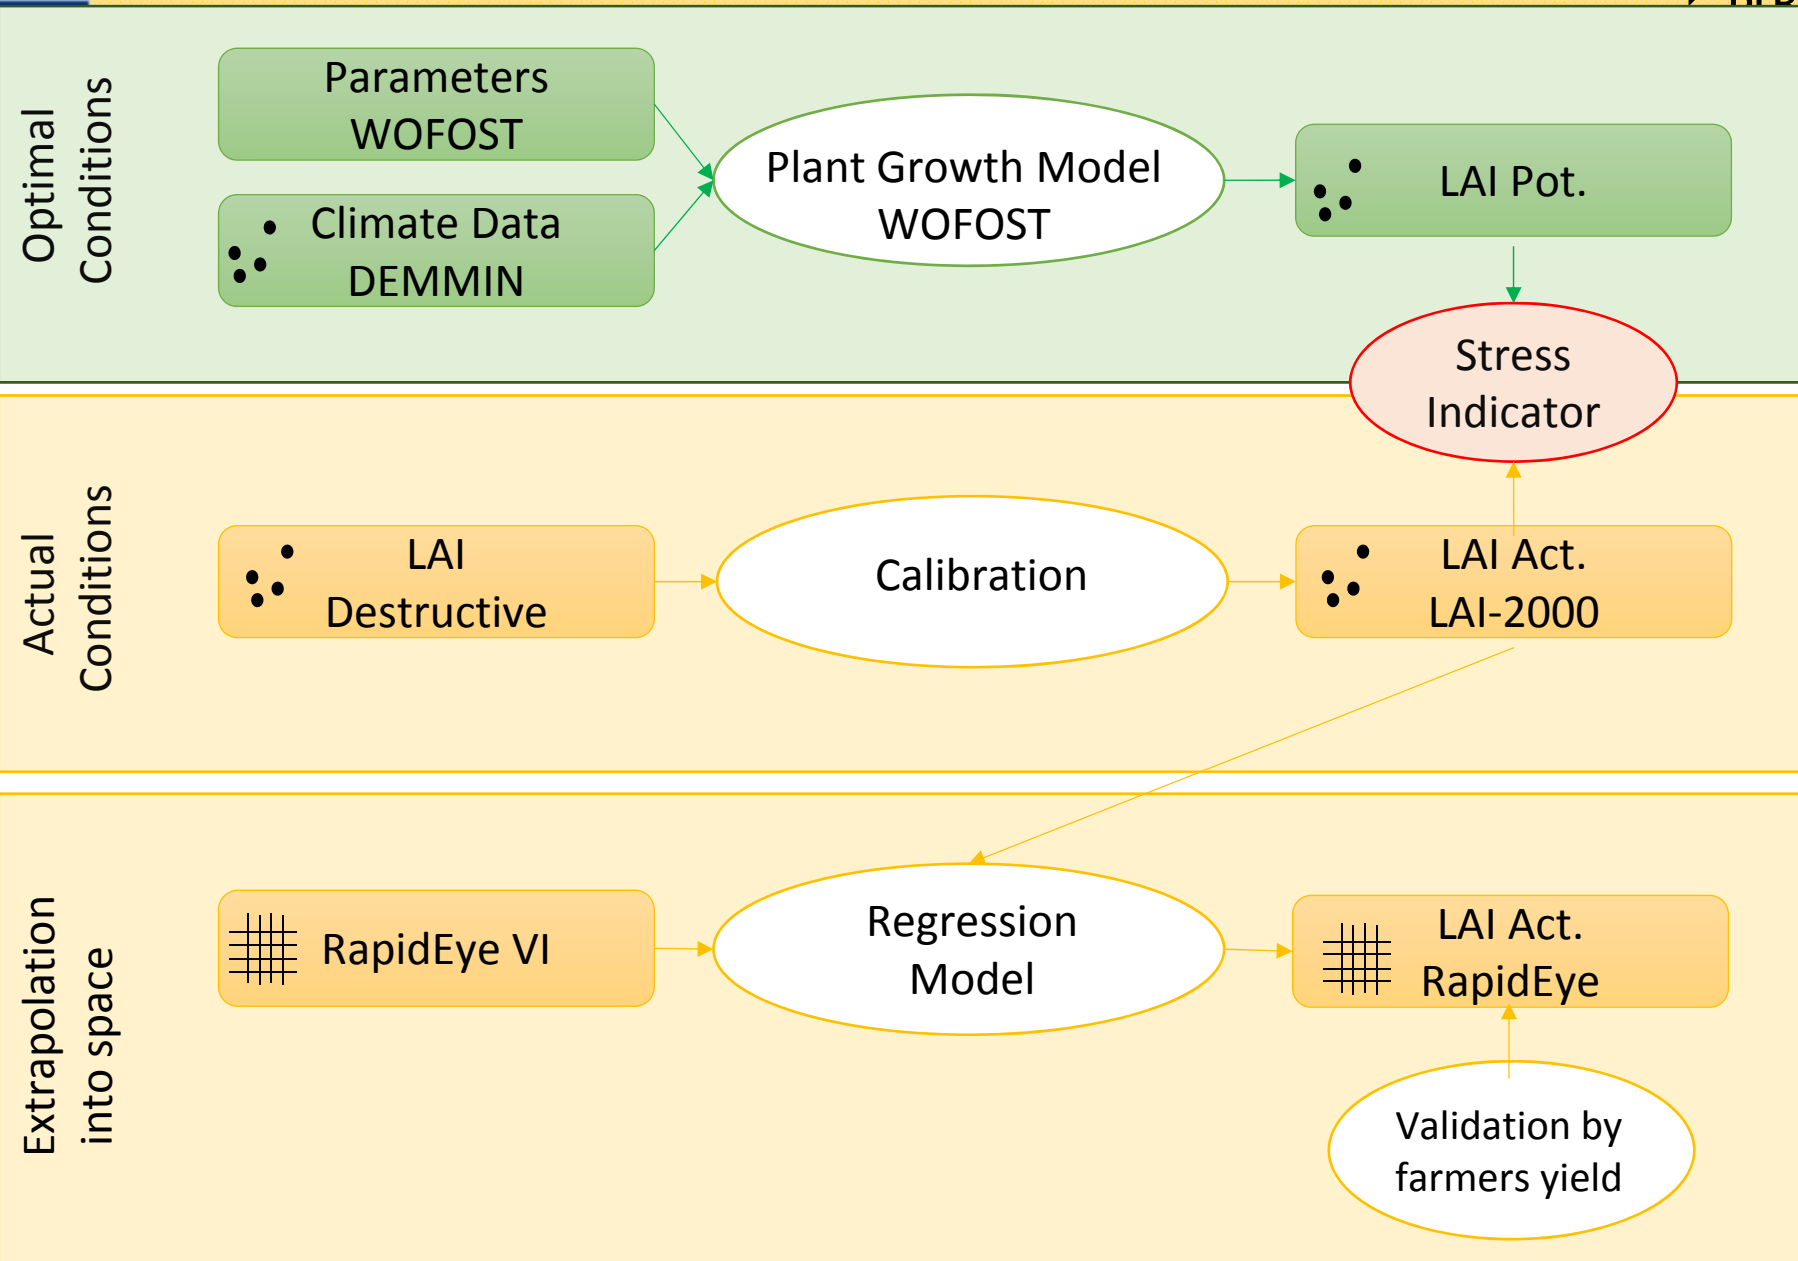 Optimal
Conditions
Parameters
WOFOST
Climate Data
DEMMIN
Plant Growth Model
WOFOST
LAI Pot.
Stress
Indicator
Actual
Conditions
LAI
Destructive
Calibration
LAI Act.
LAI-2000
Extrapolation
into space
RapidEye VI
Regression
Model
LAI Act.
RapidEye
Validation by
farmers yield